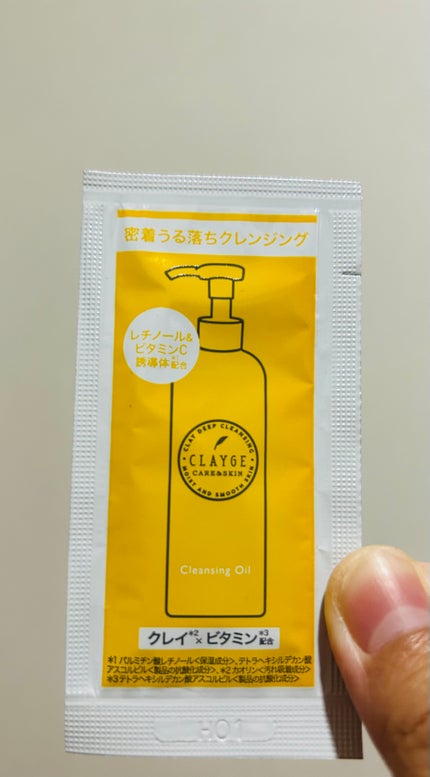 密着うる落ちクレンジング
レチノール&
ビタミンC
誘導体*1配合
CLAY DEEP CLEANSING
CLAYGE
CARE&SKIN
MOIST AND SMOOTH SKIN
Cleansing Oil
クレイ*2×ビタミン*3配合
*1 パルミチン酸レチノール<保湿成分>、テトラヘキシルデカン酸
アスコルビル<製品の抗酸化成分>、*2 カオリン<汚れ吸着成分>
*3 テトラヘキシルデカン酸アスコルビル<製品の抗酸化成分>
H01